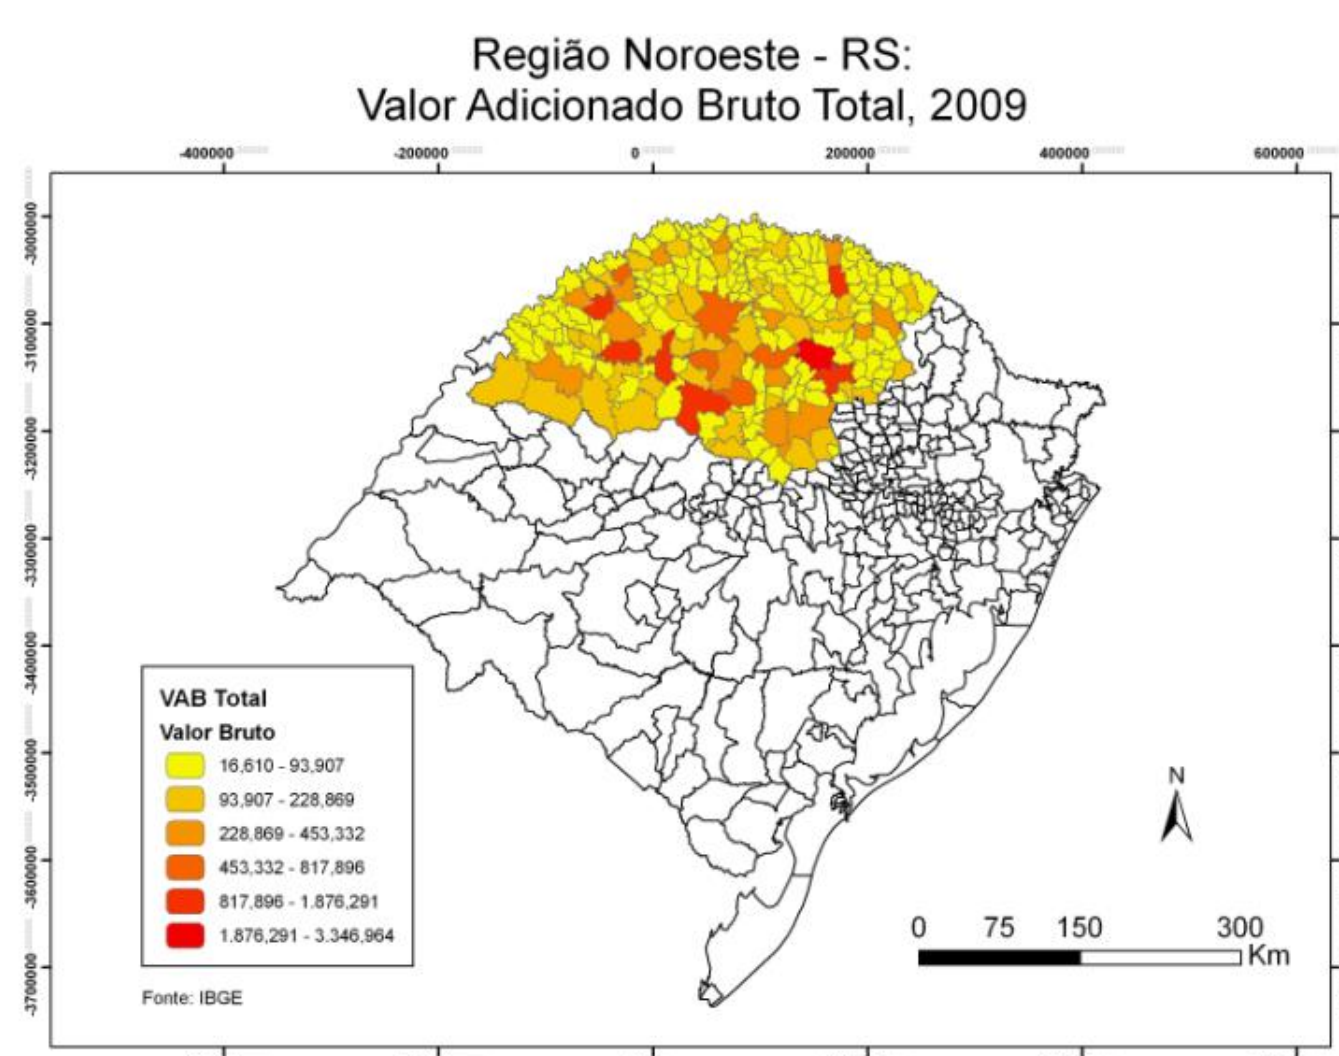 Região Noroeste - RS:
Valor Adicionado Bruto Total, 2009
-400000 -200000 0 200000 400000 600000
-3000000
-3100000
-3200000
-3300000
-3400000
-3500000
-3600000
-3700000
VAB Total
Valor Bruto
16,610 - 93,907
93,907 - 228,869
228,869 - 453,332
453,332 - 817,896
817,896 - 1.876,291
1.876,291 - 3.346,964
Fonte: IBGE
N
0 75 150 300
Km